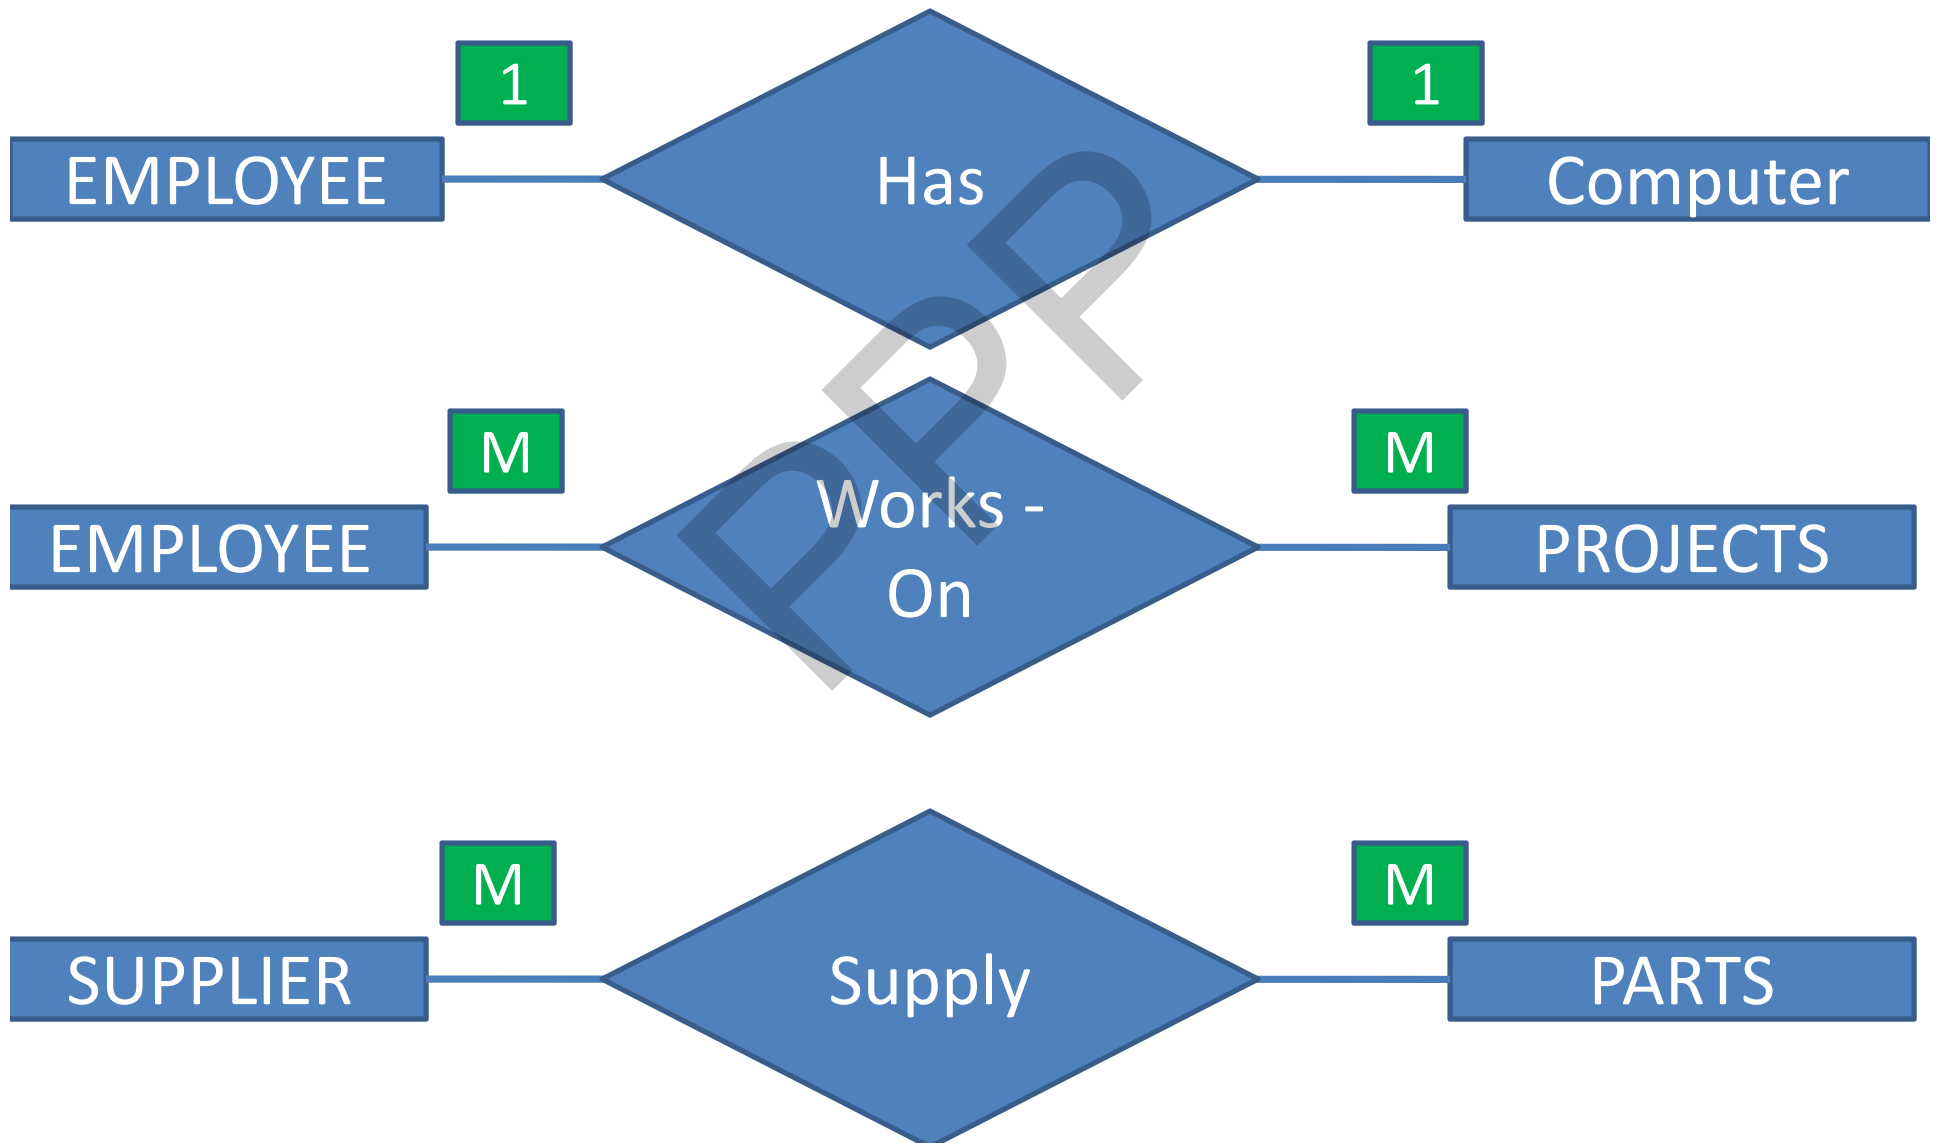 1 1
EMPLOYEE Has Computer
M M
Works -
EMPLOYEE PROJECTS
On
M M
SUPPLIER Supply PARTS
PPP